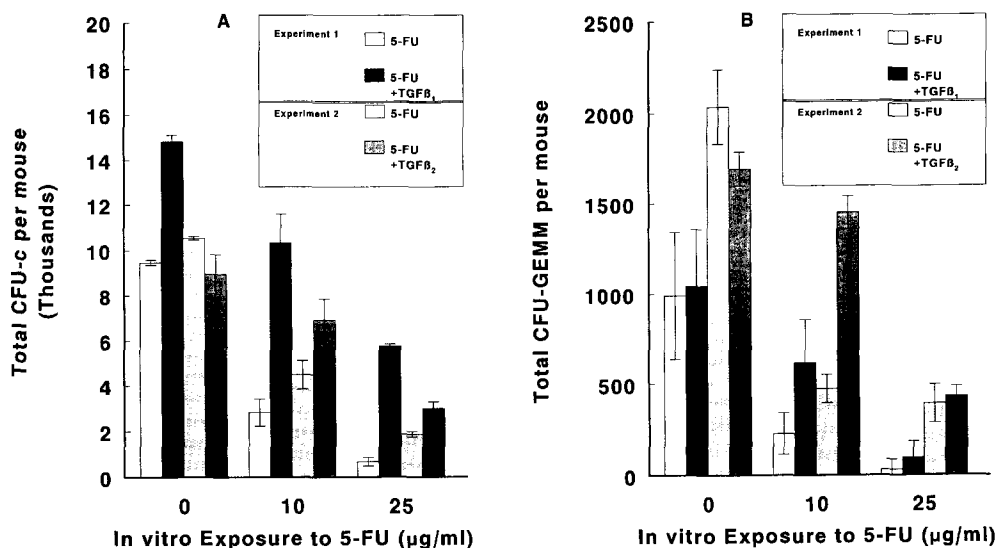 A
Experiment 1
5-FU
5-FU
+TGFß₁
Experiment 2
5-FU
5-FU
+TGFß₂
Total CFU-c per mouse
(Thousands)
20
18
16
14
12
10
8
6
4
2
0
0
10
25
In vitro Exposure to 5-FU (µg/ml)
B
Experiment 1
5-FU
5-FU
+TGFß₁
Experiment 2
5-FU
5-FU
+TGFß₂
Total CFU-GEMM per mouse
2500
2000
1500
1000
500
0
0
10
25
In vitro Exposure to 5-FU (µg/ml)